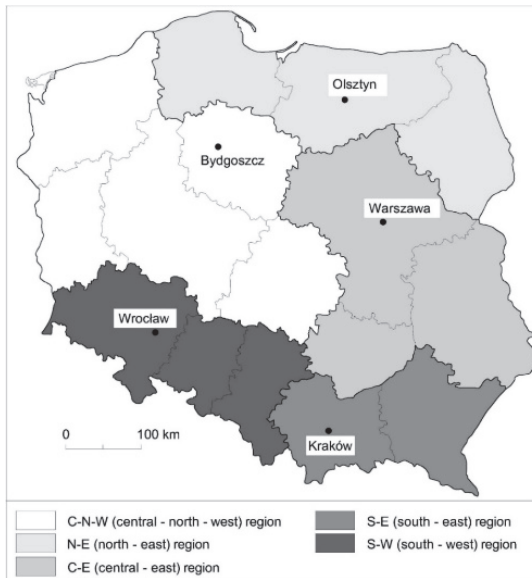 Olsztyn
Bydgoszcz
Warszawa
Wrocław
0 100 km
Kraków
C-N-W (central - north - west) region
N-E (north - east) region
C-E (central - east) region
S-E (south - east) region
S-W (south - west) region